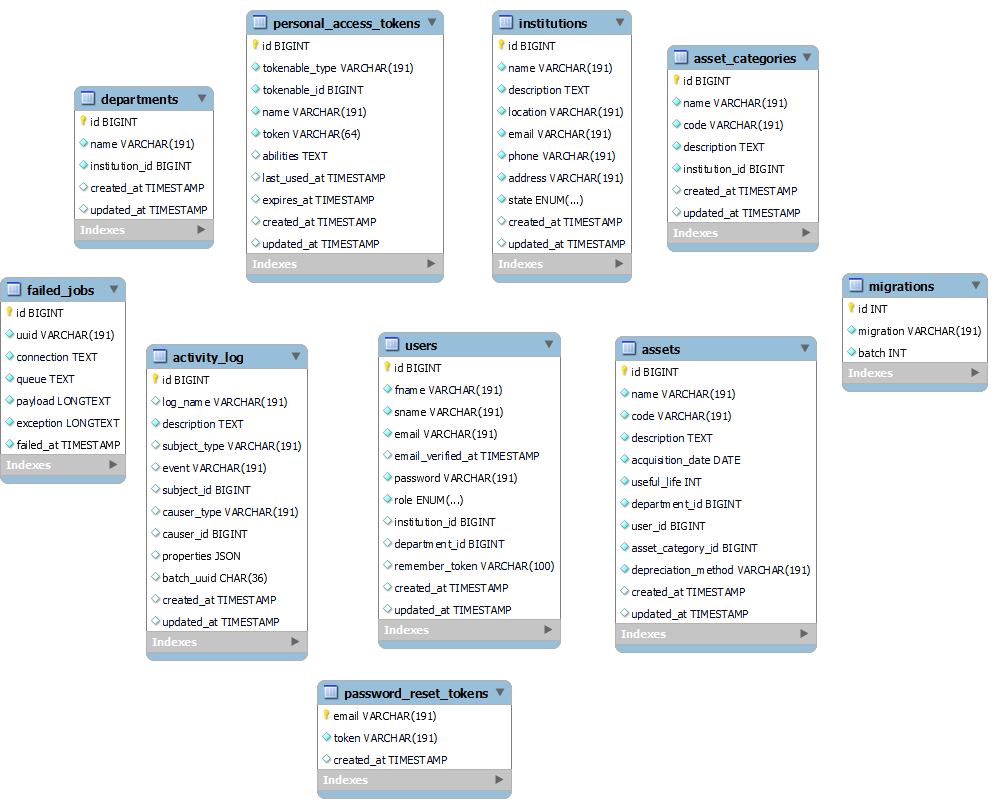 personal_access_tokens
id BIGINT
tokenable_type VARCHAR(191)
tokenable_id BIGINT
name VARCHAR(191)
token VARCHAR(64)
abilities TEXT
last_used_at TIMESTAMP
expires_at TIMESTAMP
created_at TIMESTAMP
updated_at TIMESTAMP
Indexes
institutions
id BIGINT
name VARCHAR(191)
description TEXT
location VARCHAR(191)
email VARCHAR(191)
phone VARCHAR(191)
address VARCHAR(191)
state ENUM(...)
created_at TIMESTAMP
updated_at TIMESTAMP
Indexes
asset_categories
id BIGINT
name VARCHAR(191)
code VARCHAR(191)
description TEXT
institution_id BIGINT
created_at TIMESTAMP
updated_at TIMESTAMP
Indexes
departments
id BIGINT
name VARCHAR(191)
institution_id BIGINT
created_at TIMESTAMP
updated_at TIMESTAMP
Indexes
failed_jobs
id BIGINT
uuid VARCHAR(191)
connection TEXT
queue TEXT
payload LONGTEXT
exception LONGTEXT
failed_at TIMESTAMP
Indexes
activity_log
id BIGINT
log_name VARCHAR(191)
description TEXT
subject_type VARCHAR(191)
event VARCHAR(191)
subject_id BIGINT
causer_type VARCHAR(191)
causer_id BIGINT
properties JSON
batch_uuid CHAR(36)
created_at TIMESTAMP
updated_at TIMESTAMP
Indexes
users
id BIGINT
fname VARCHAR(191)
sname VARCHAR(191)
email VARCHAR(191)
email_verified_at TIMESTAMP
password VARCHAR(191)
role ENUM(...)
institution_id BIGINT
department_id BIGINT
remember_token VARCHAR(100)
created_at TIMESTAMP
updated_at TIMESTAMP
Indexes
assets
id BIGINT
name VARCHAR(191)
code VARCHAR(191)
description TEXT
acquisition_date DATE
useful_life INT
department_id BIGINT
user_id BIGINT
asset_category_id BIGINT
depreciation_method VARCHAR(191)
created_at TIMESTAMP
updated_at TIMESTAMP
Indexes
migrations
id INT
migration VARCHAR(191)
batch INT
Indexes
password_reset_tokens
email VARCHAR(191)
token VARCHAR(191)
created_at TIMESTAMP
Indexes